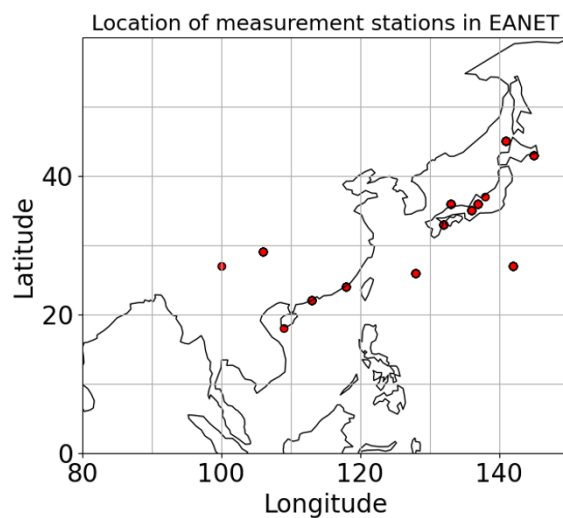 Location of measurement stations in EANET
Latitude
40
20
0
80 100 120 140
Longitude